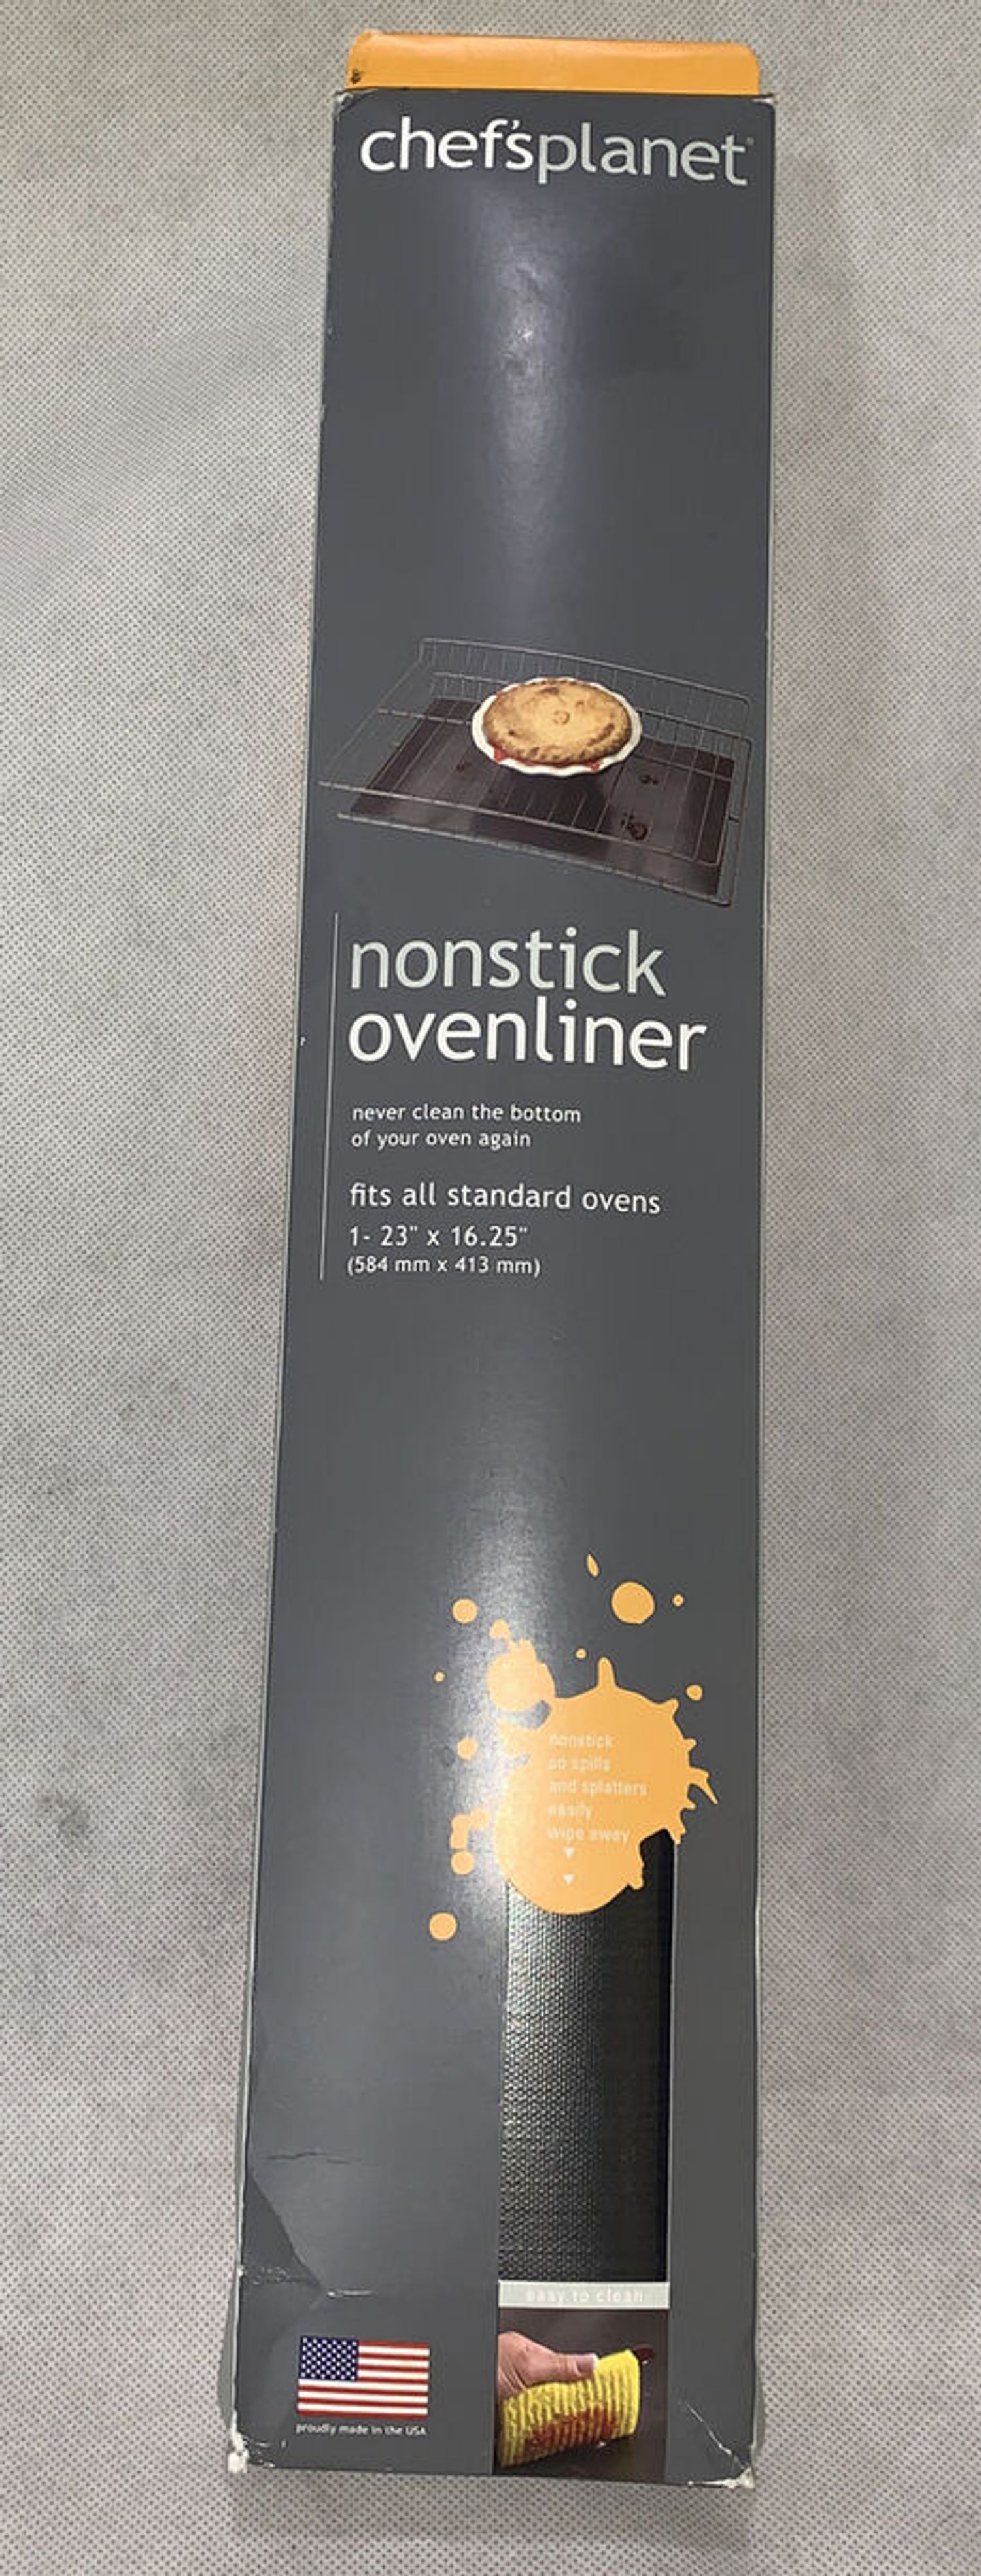 chef'splanet®
nonstick
ovenliner
never clean the bottom
of your oven again
fits all standard ovens
1- 23" x 16.25"
(584 mm x 413 mm)
nonstick
so spills
and splatters
easily
wipe away
easy to clean
proudly made in the USA